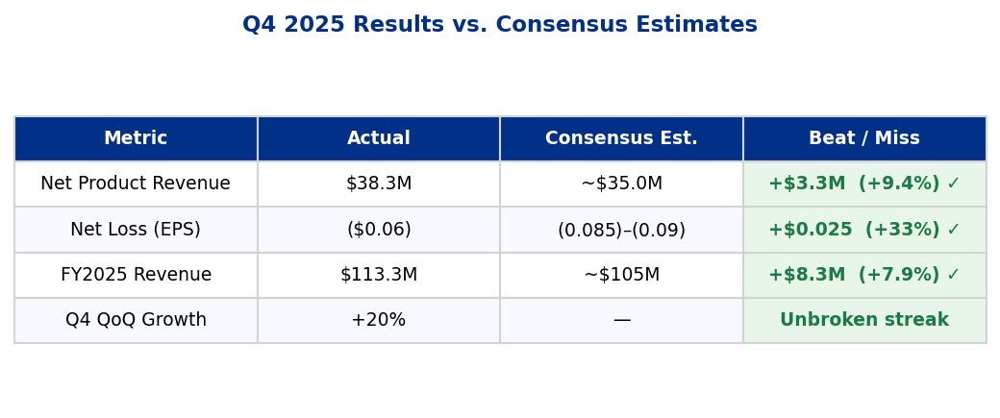 Q4 2025 Results vs. Consensus Estimates
Metric Actual Consensus Est. Beat / Miss
Net Product Revenue $38.3M ~$35.0M +$3.3M (+9.4%) ✓
Net Loss (EPS) ($0.06) (0.085)–(0.09) +$0.025 (+33%) ✓
FY2025 Revenue $113.3M ~$105M +$8.3M (+7.9%) ✓
Q4 QoQ Growth +20% — Unbroken streak